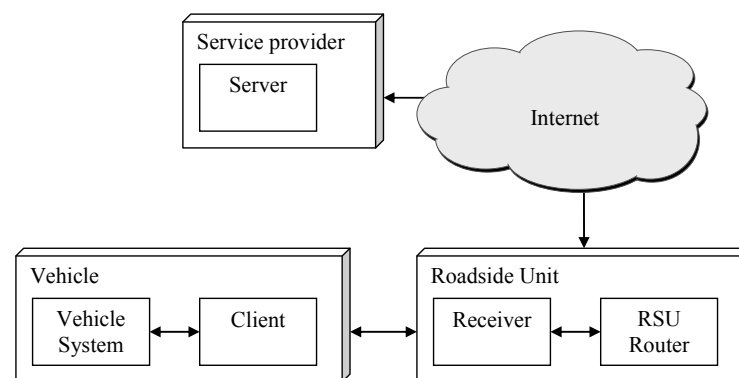 Service provider
Server
Internet
Vehicle
Vehicle
System
Client
Roadside Unit
Receiver
RSU
Router